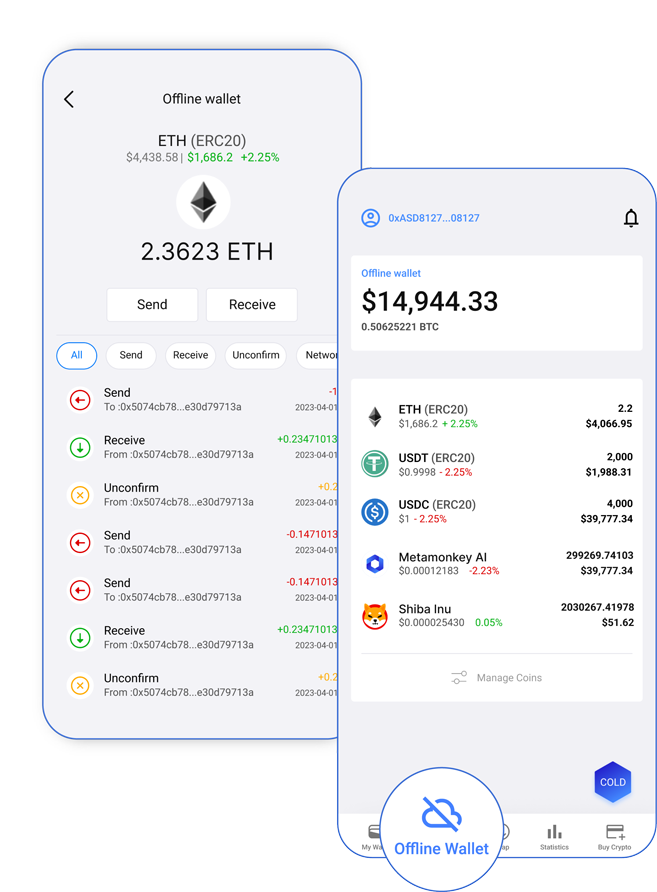 Offline wallet
ETH (ERC20)
$4,438.58 | $1,686.2 +2.25%
2.3623 ETH
Send Receive
All Send Receive Unconfirm
Send
To :0x5074cb78...e30d79713a 2023-04-01
Receive +0.23471013
From :0x5074cb78...e30d79713a 2023-04-01
Unconfirm +0.2
From :0x5074cb78...e30d79713a 2023-04-01
Send -0.1471013
To :0x5074cb78...e30d79713a 2023-04-01
Send -0.1471013
To :0x5074cb78...e30d79713a 2023-04-01
Receive +0.23471013
From :0x5074cb78...e30d79713a 2023-04-01
Unconfirm +0.2
From :0x5074cb78...e30d79713a 2023-04-01
0xASD8127...08127
Offline wallet
$14,944.33
0.50625221 BTC
ETH (ERC20) 2.2
$1,686.2 + 2.25% $4,066.95
USDT (ERC20) 2,000
$0.9998 - 2.25% $1,988.31
USDC (ERC20) 4,000
$1 - 2.25% $39,777.34
Metamonkey AI 299269.74103
$0.00012183 -2.23% $39,777.34
Shiba Inu 2030267.41978
$0.000025430 0.05% $51.62
Manage Coins
COLD
My Offline Wallet Statistics Buy Crypto